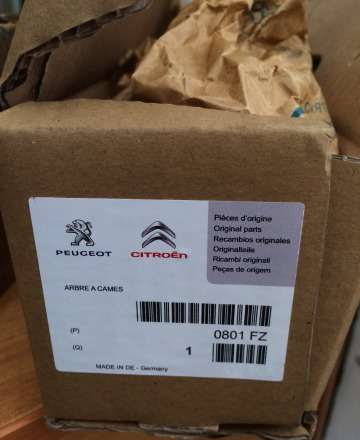 PEUGEOT
CITROËN
Pièces d'origine
Original parts
Recambios originales
Originalteile
Ricambi originali
Peças de origem
ARBRE A CAMES
(P) 0801 FZ
(Q) 1
MADE IN DE - Germany